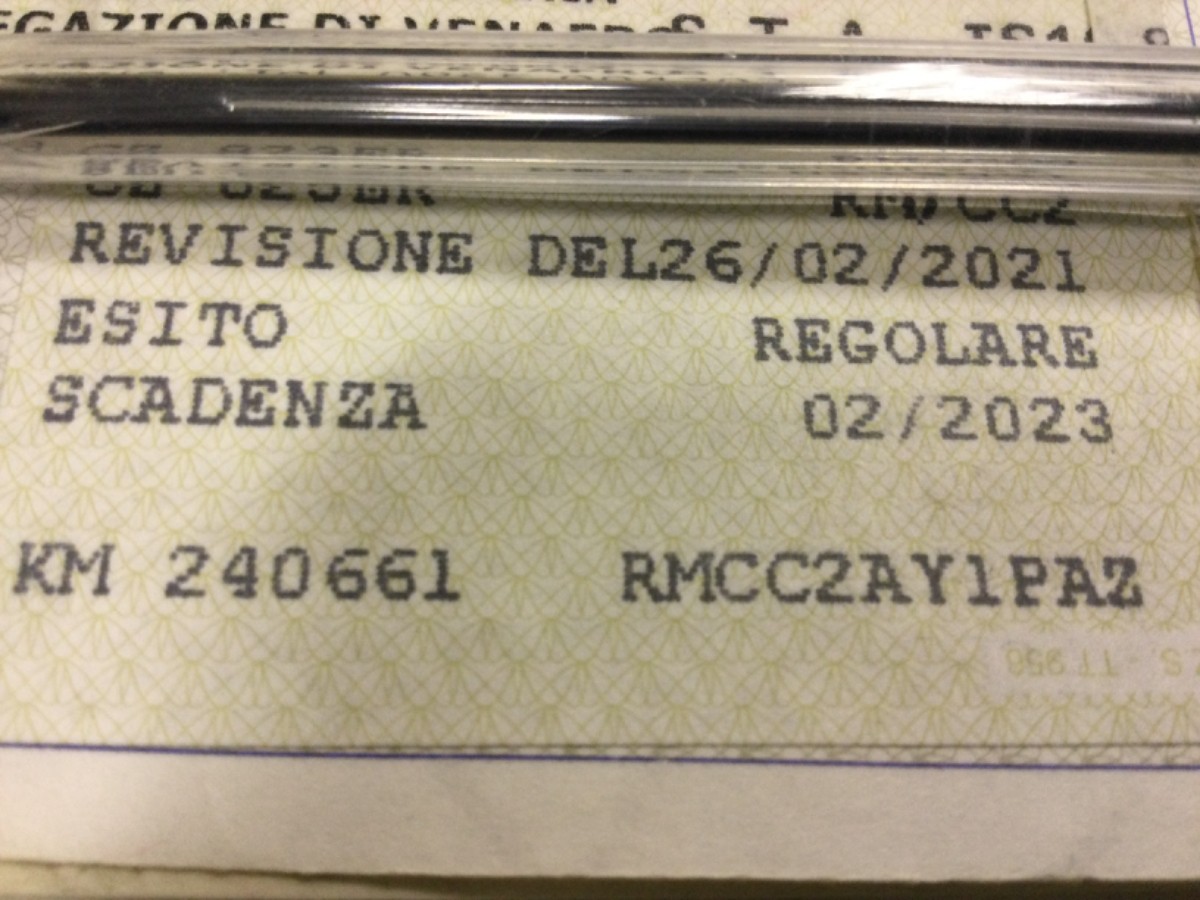 S T A
REVISIONE DEL26/02/2021
ESITO REGOLARE
SCADENZA 02/2023
KM 240661 RMCC2AY1PAZ